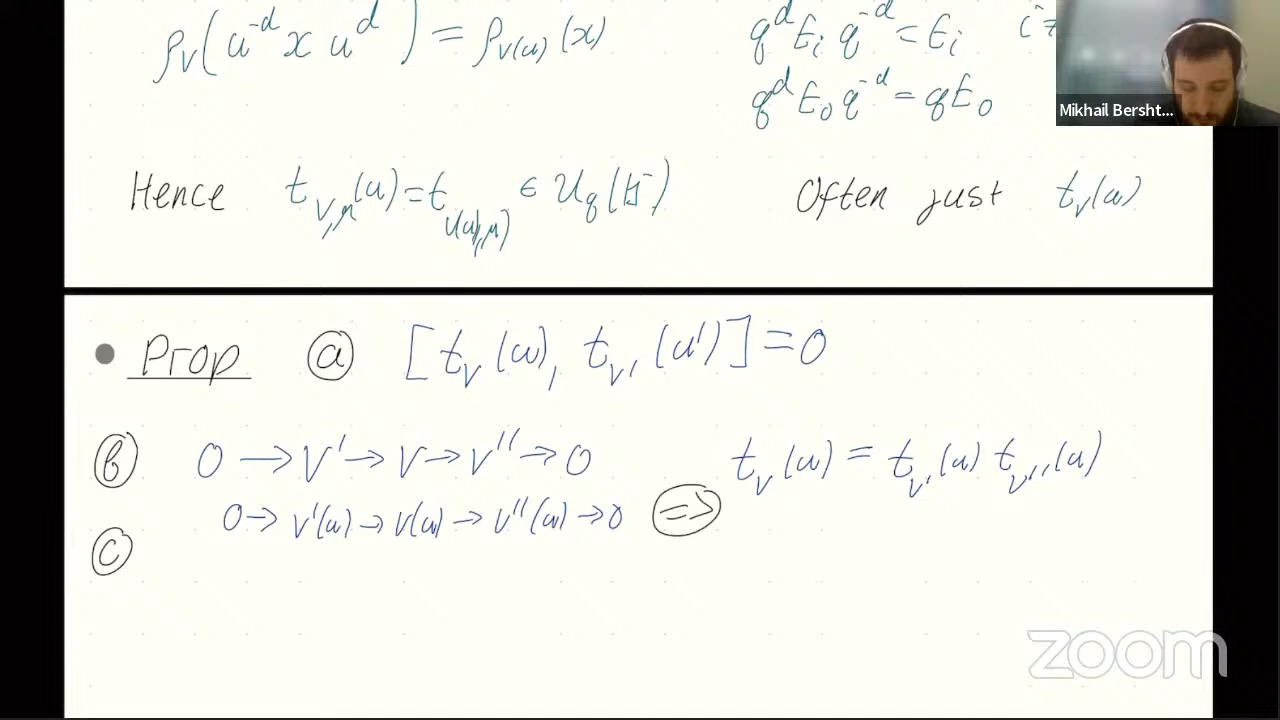 ρ_V(u^{-d} x u^d) = ρ_{V(u)}(x)
q^d E_i q^{-d} = E_i
q^d E_0 q^{-d} = q E_0
Mikhail Bersht...
Hence t_{V,μ}(u) = t_{V(u),μ} ∈ U_q(b^-) Often just t_V(u)
• Prop ⓐ [t_V(u), t_{V'}(u')] = 0
ⓑ 0 → V' → V → V'' → 0 t_V(u) = t_{V'}(u) t_{V''}(u)
0 → V'(u) → V(u) → V''(u) → 0 ⇒
ⓒ
zoom